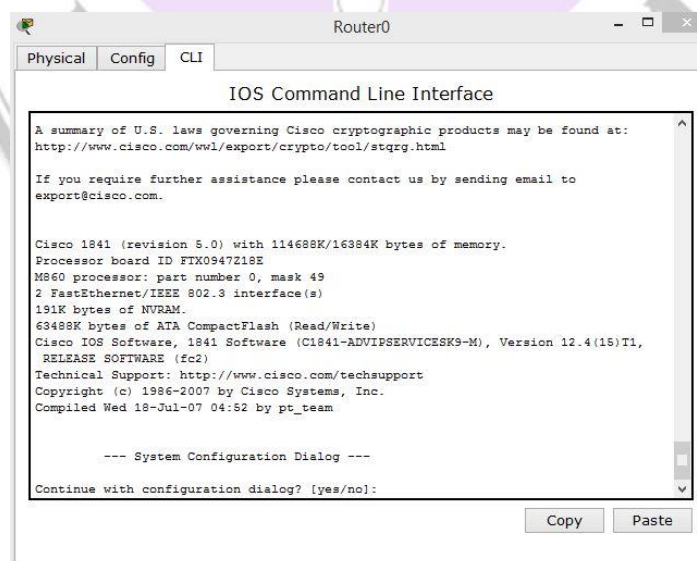 Router0
Physical Config CLI
IOS Command Line Interface
A summary of U.S. laws governing Cisco cryptographic products may be found at:
http://www.cisco.com/wwl/export/crypto/tool/stqrg.html
If you require further assistance please contact us by sending email to
export@cisco.com.
Cisco 1841 (revision 5.0) with 114688K/16384K bytes of memory.
Processor board ID FTX0947Z18E
M860 processor: part number 0, mask 49
2 FastEthernet/IEEE 802.3 interface(s)
191K bytes of NVRAM.
63488K bytes of ATA CompactFlash (Read/Write)
Cisco IOS Software, 1841 Software (C1841-ADVIPSERVICESK9-M), Version 12.4(15)T1,
RELEASE SOFTWARE (fc2)
Technical Support: http://www.cisco.com/techsupport
Copyright (c) 1986-2007 by Cisco Systems, Inc.
Compiled Wed 18-Jul-07 04:52 by pt_team
--- System Configuration Dialog ---
Continue with configuration dialog? [yes/no]:
Copy Paste